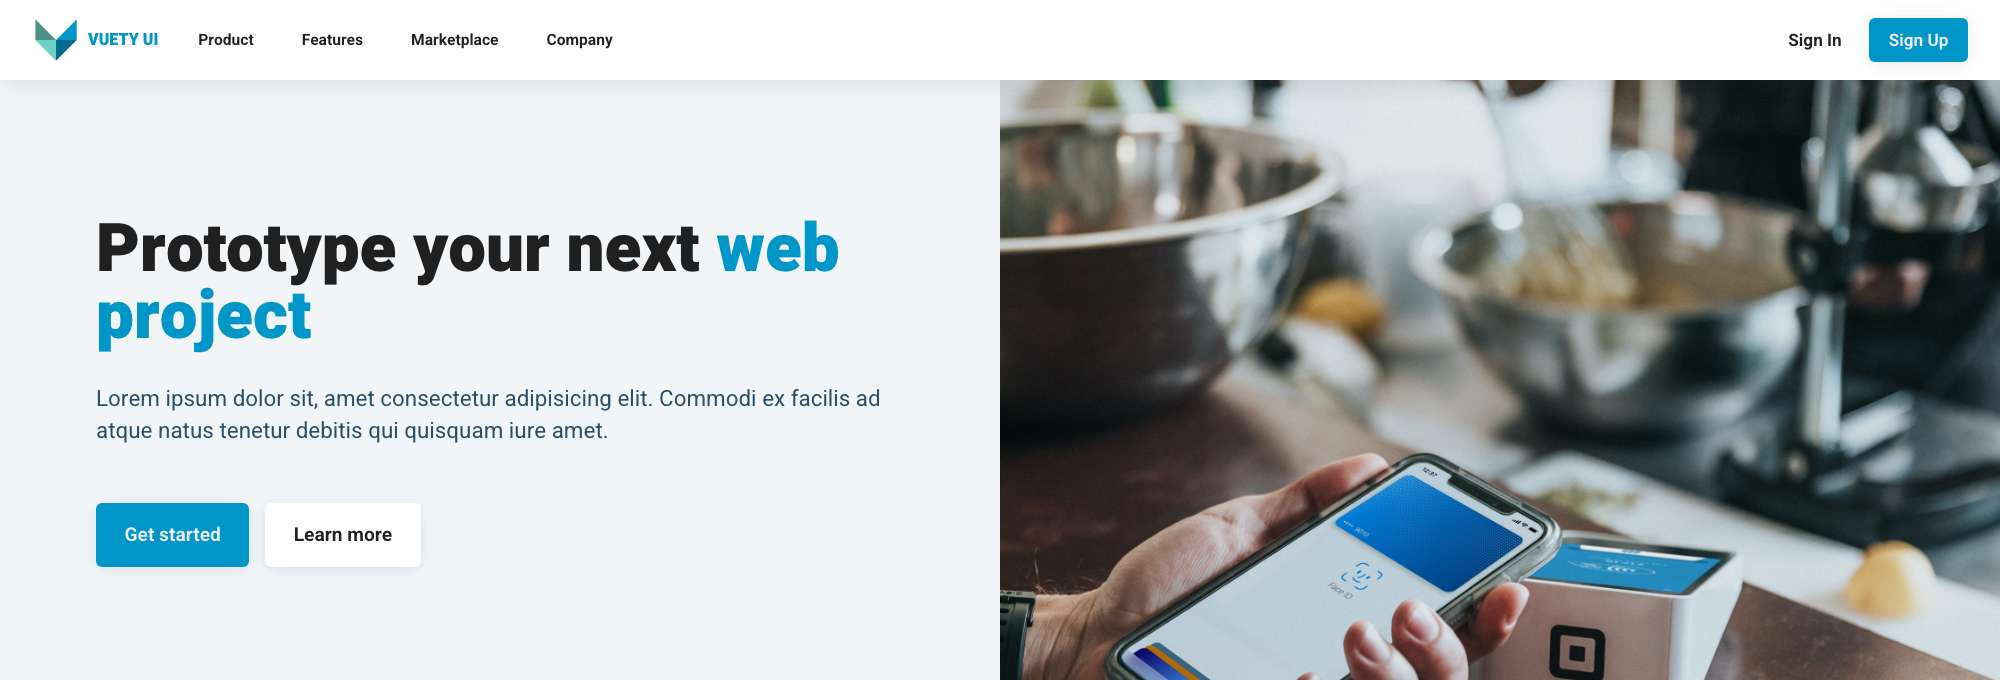 VUETY UI Product Features Marketplace Company Sign In Sign Up
Prototype your next web
project
Lorem ipsum dolor sit, amet consectetur adipisicing elit. Commodi ex facilis ad
atque natus tenetur debitis qui quisquam iure amet.
Get started Learn more
12:37
Face ID